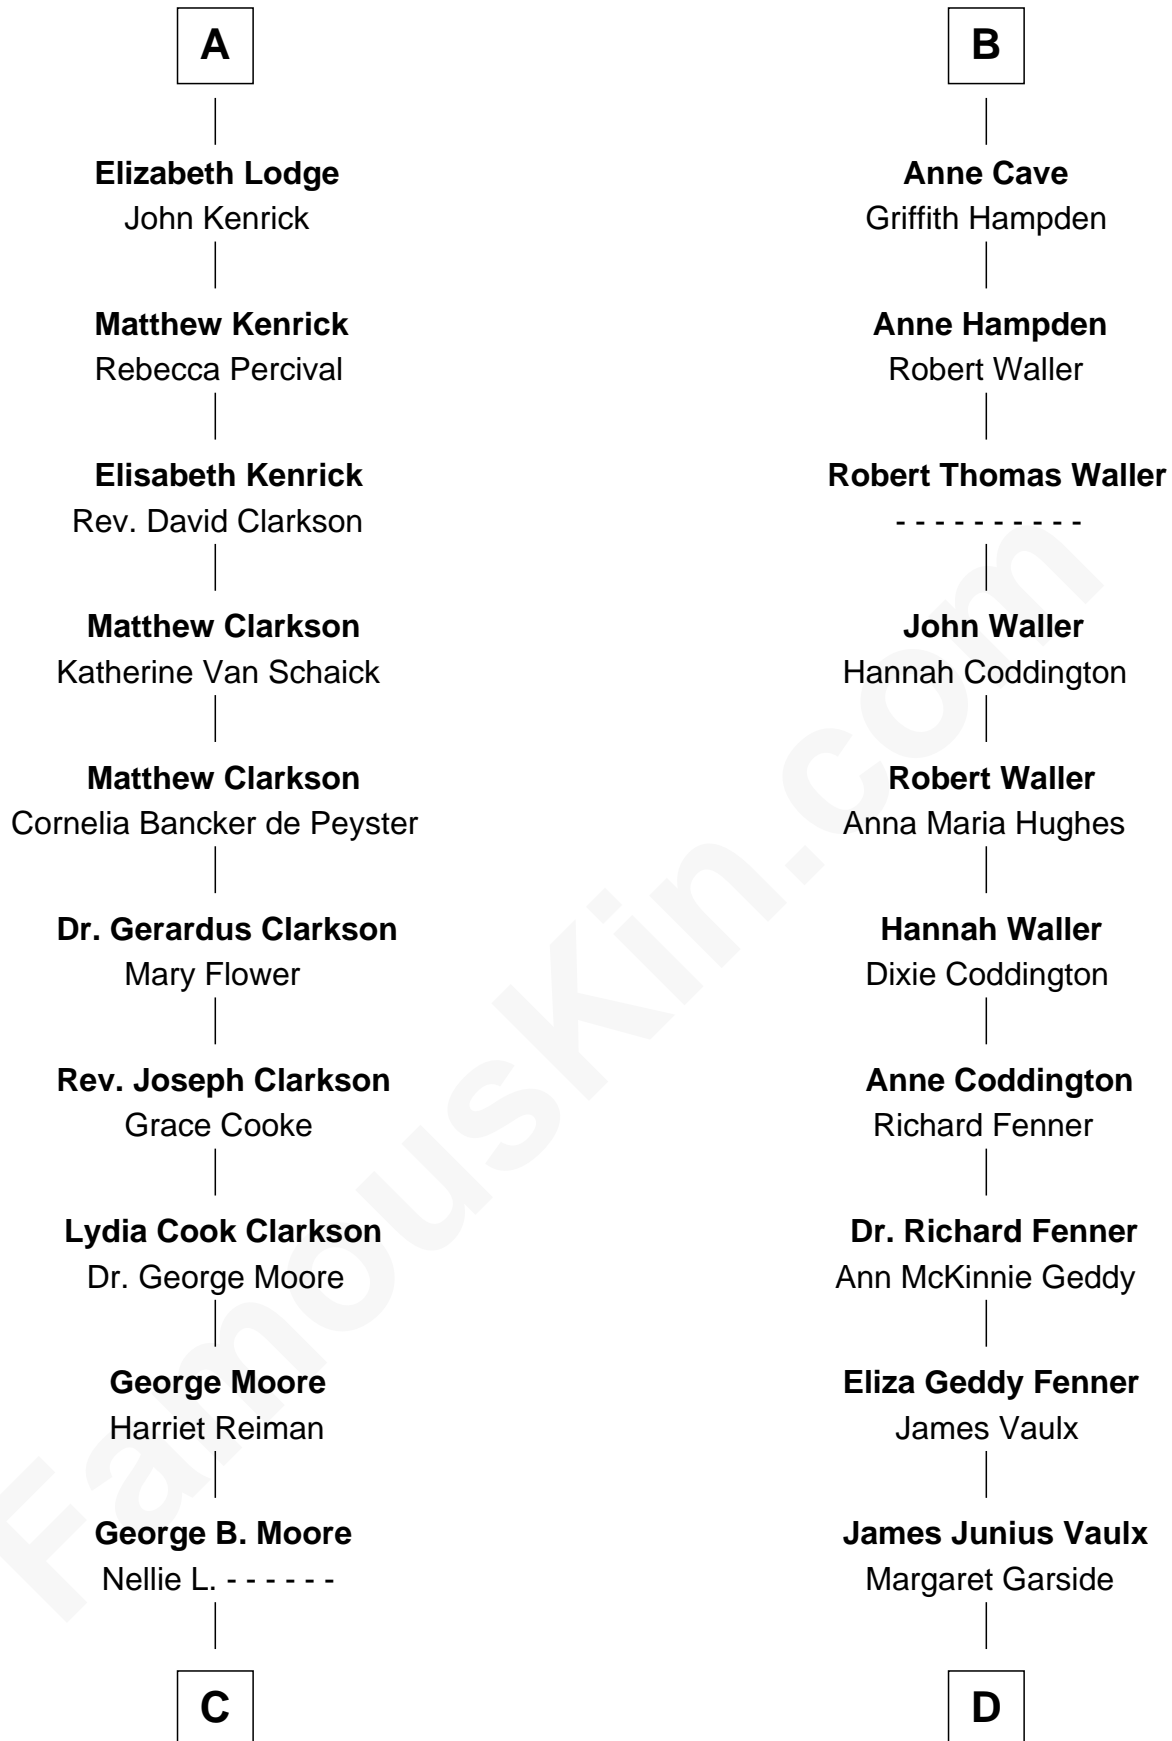 A
Elizabeth Lodge
John Kenrick
Matthew Kenrick
Rebecca Percival
Elisabeth Kenrick
Rev. David Clarkson
Matthew Clarkson
Katherine Van Schaick
Matthew Clarkson
Cornelia Bancker de Peyster
Dr. Gerardus Clarkson
Mary Flower
Rev. Joseph Clarkson
Grace Cooke
Lydia Cook Clarkson
Dr. George Moore
George Moore
Harriet Reiman
George B. Moore
Nellie L. - - - - - -
C
B
Anne Cave
Griffith Hampden
Anne Hampden
Robert Waller
Robert Thomas Waller
- - - - - - - - - -
John Waller
Hannah Coddington
Robert Waller
Anna Maria Hughes
Hannah Waller
Dixie Coddington
Anne Coddington
Richard Fenner
Dr. Richard Fenner
Ann McKinnie Geddy
Eliza Geddy Fenner
James Vaulx
James Junius Vaulx
Margaret Garside
D
FamousKin.com